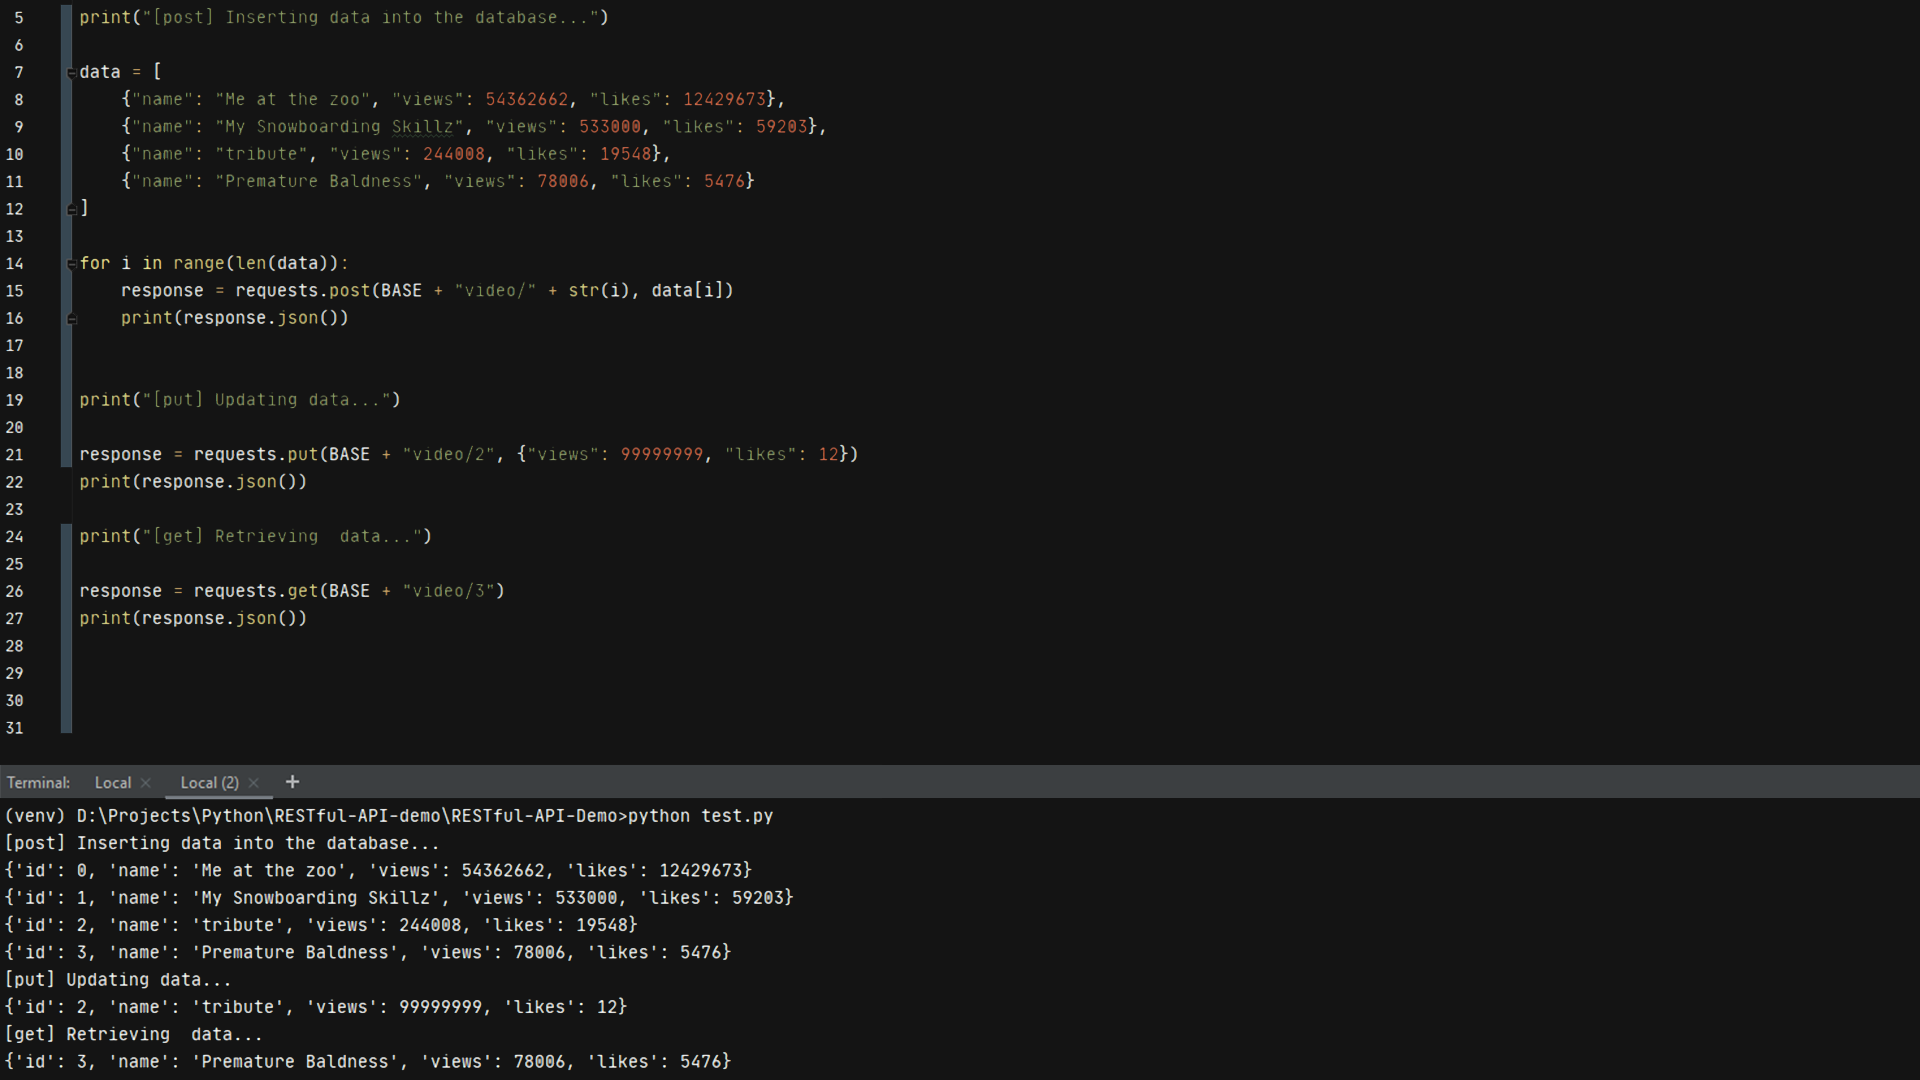 5 print("[post] Inserting data into the database...")
6
7 data = [
8     {"name": "Me at the zoo", "views": 54362662, "likes": 12429673},
9     {"name": "My Snowboarding Skillz", "views": 533000, "likes": 59203},
10     {"name": "tribute", "views": 244008, "likes": 19548},
11     {"name": "Premature Baldness", "views": 78006, "likes": 5476}
12 ]
13
14 for i in range(len(data)):
15     response = requests.post(BASE + "video/" + str(i), data[i])
16     print(response.json())
17
18
19 print("[put] Updating data...")
20
21 response = requests.put(BASE + "video/2", {"views": 99999999, "likes": 12})
22 print(response.json())
23
24 print("[get] Retrieving  data...")
25
26 response = requests.get(BASE + "video/3")
27 print(response.json())
28
29
30
31
Terminal: Local × Local (2) × +
(venv) D:\Projects\Python\RESTful-API-demo\RESTful-API-Demo>python test.py
[post] Inserting data into the database...
{'id': 0, 'name': 'Me at the zoo', 'views': 54362662, 'likes': 12429673}
{'id': 1, 'name': 'My Snowboarding Skillz', 'views': 533000, 'likes': 59203}
{'id': 2, 'name': 'tribute', 'views': 244008, 'likes': 19548}
{'id': 3, 'name': 'Premature Baldness', 'views': 78006, 'likes': 5476}
[put] Updating data...
{'id': 2, 'name': 'tribute', 'views': 99999999, 'likes': 12}
[get] Retrieving  data...
{'id': 3, 'name': 'Premature Baldness', 'views': 78006, 'likes': 5476}